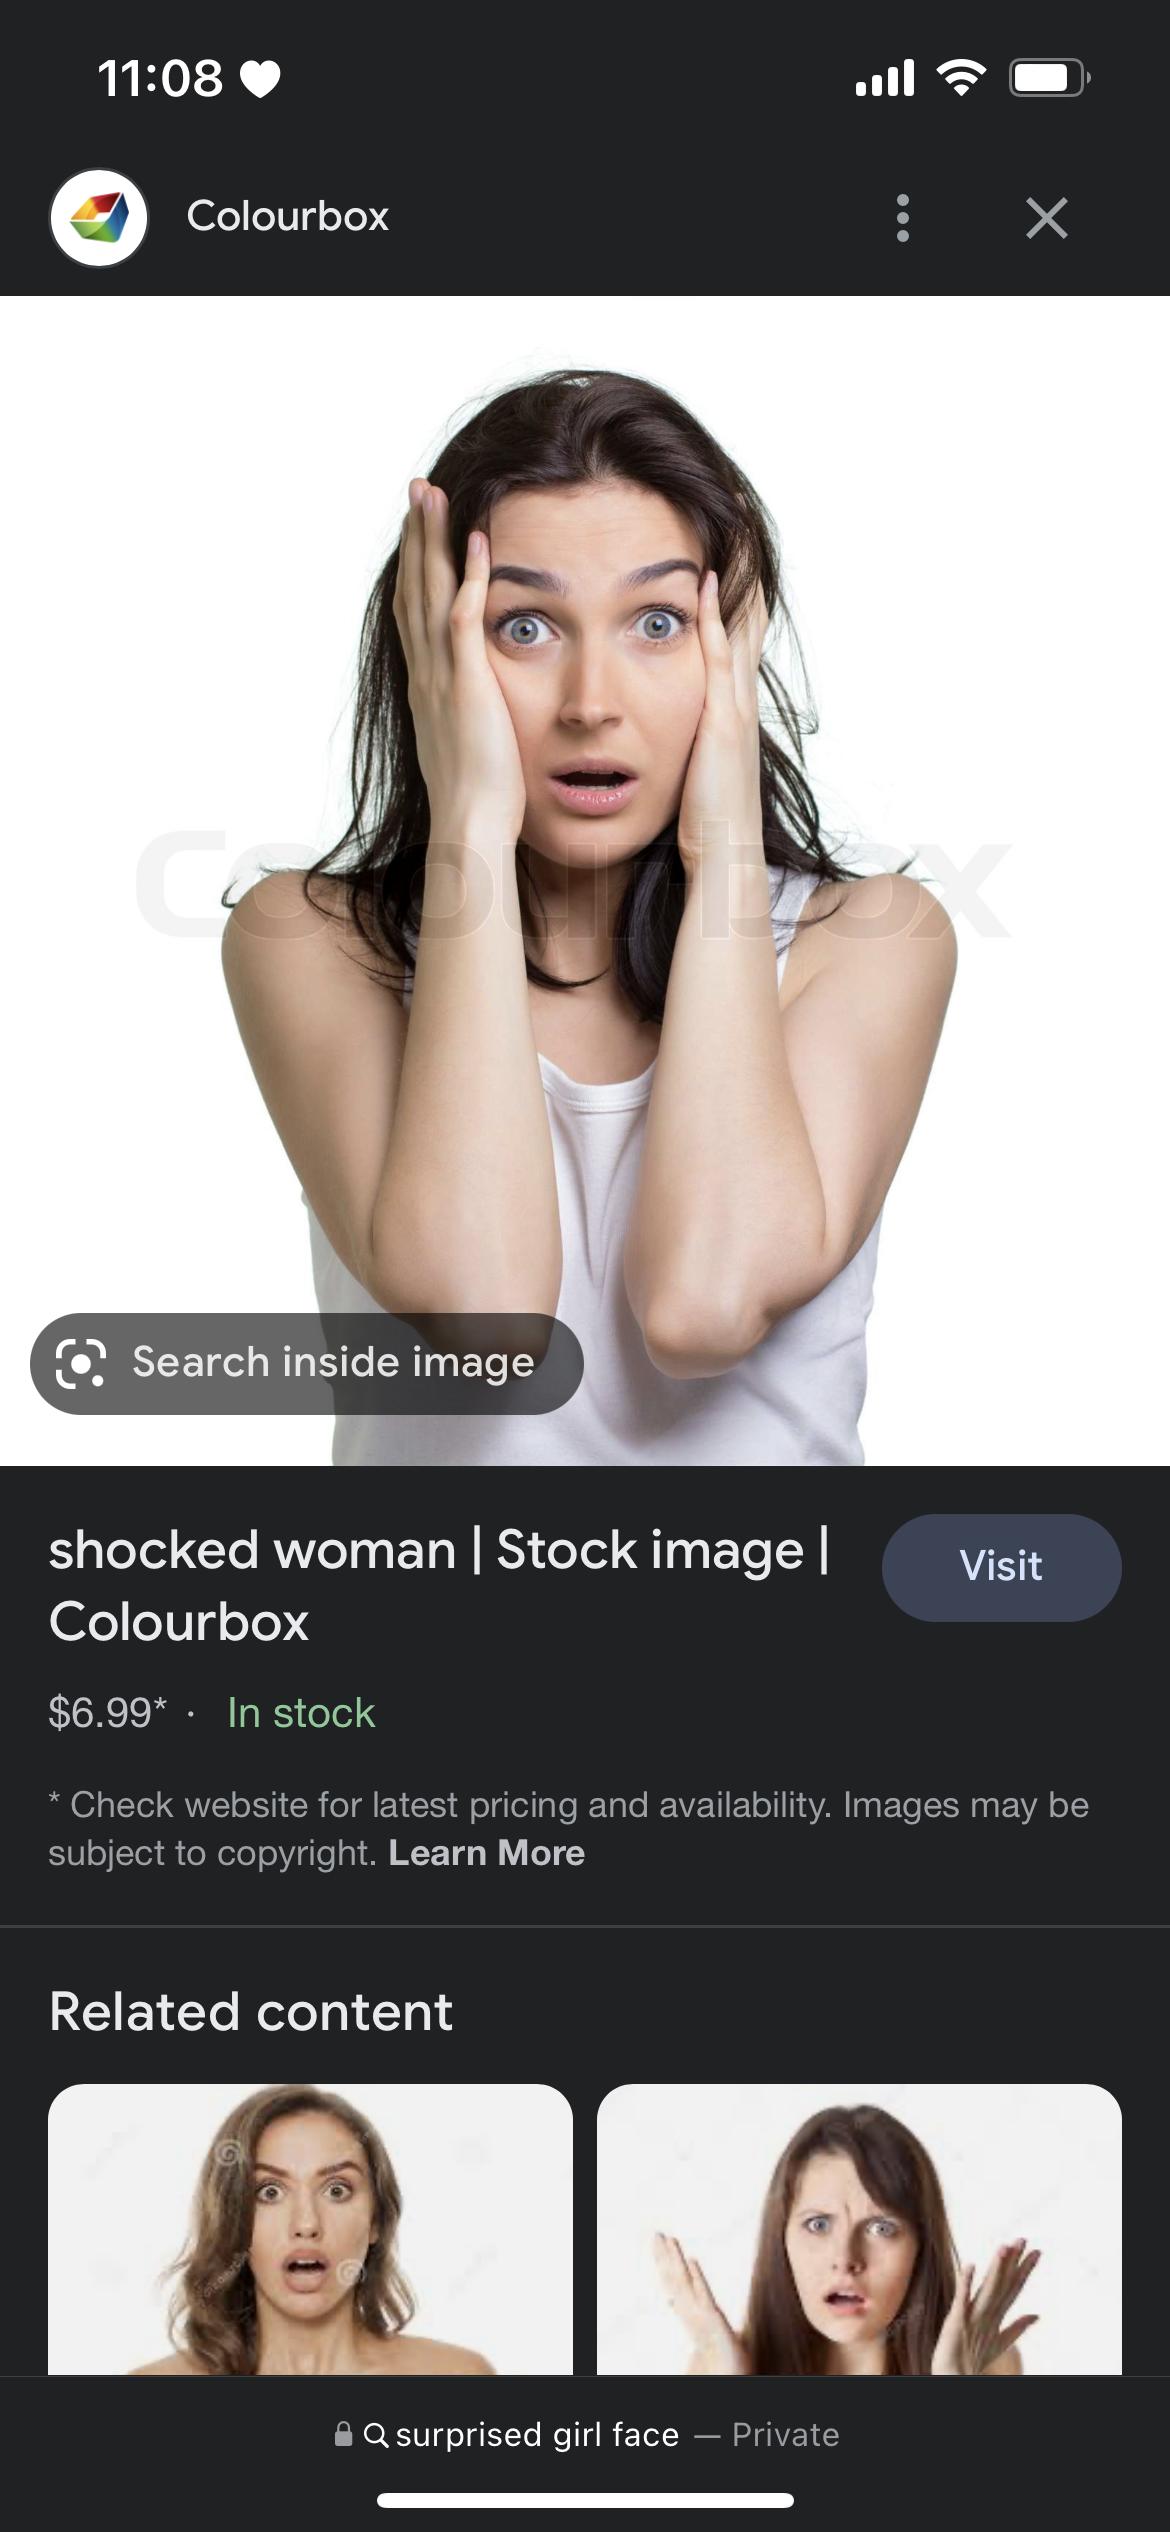 11:08
Colourbox
Colourbox
Search inside image
shocked woman | Stock image |
Colourbox
Visit
$6.99* · In stock
* Check website for latest pricing and availability. Images may be
subject to copyright. Learn More
Related content
surprised girl face — Private